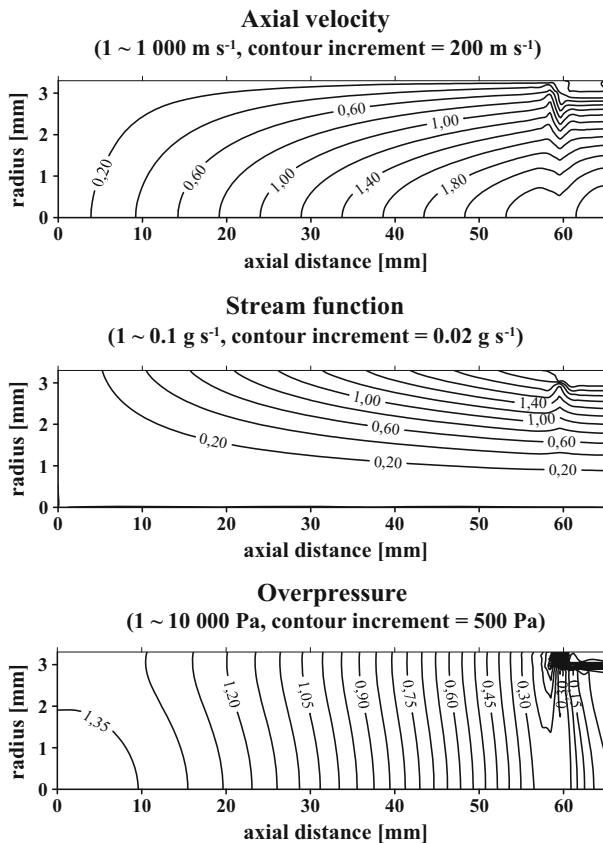 Axial velocity
(1 ~ 1 000 m s⁻¹, contour increment = 200 m s⁻¹)
radius [mm]
3
2
1
0
0,20
0,60
0,60
1,00
1,00
1,40
1,80
0 10 20 30 40 50 60
axial distance [mm]
Stream function
(1 ~ 0.1 g s⁻¹, contour increment = 0.02 g s⁻¹)
radius [mm]
3
2
1
0
1,00
1,40
1,00
0,60
0,60
0,20
0,20
0 10 20 30 40 50 60
axial distance [mm]
Overpressure
(1 ~ 10 000 Pa, contour increment = 500 Pa)
radius [mm]
3
2
1
0
1,35
1,20
1,05
0,90
0,75
0,60
0,45
0,30
0,15
0 10 20 30 40 50 60
axial distance [mm]